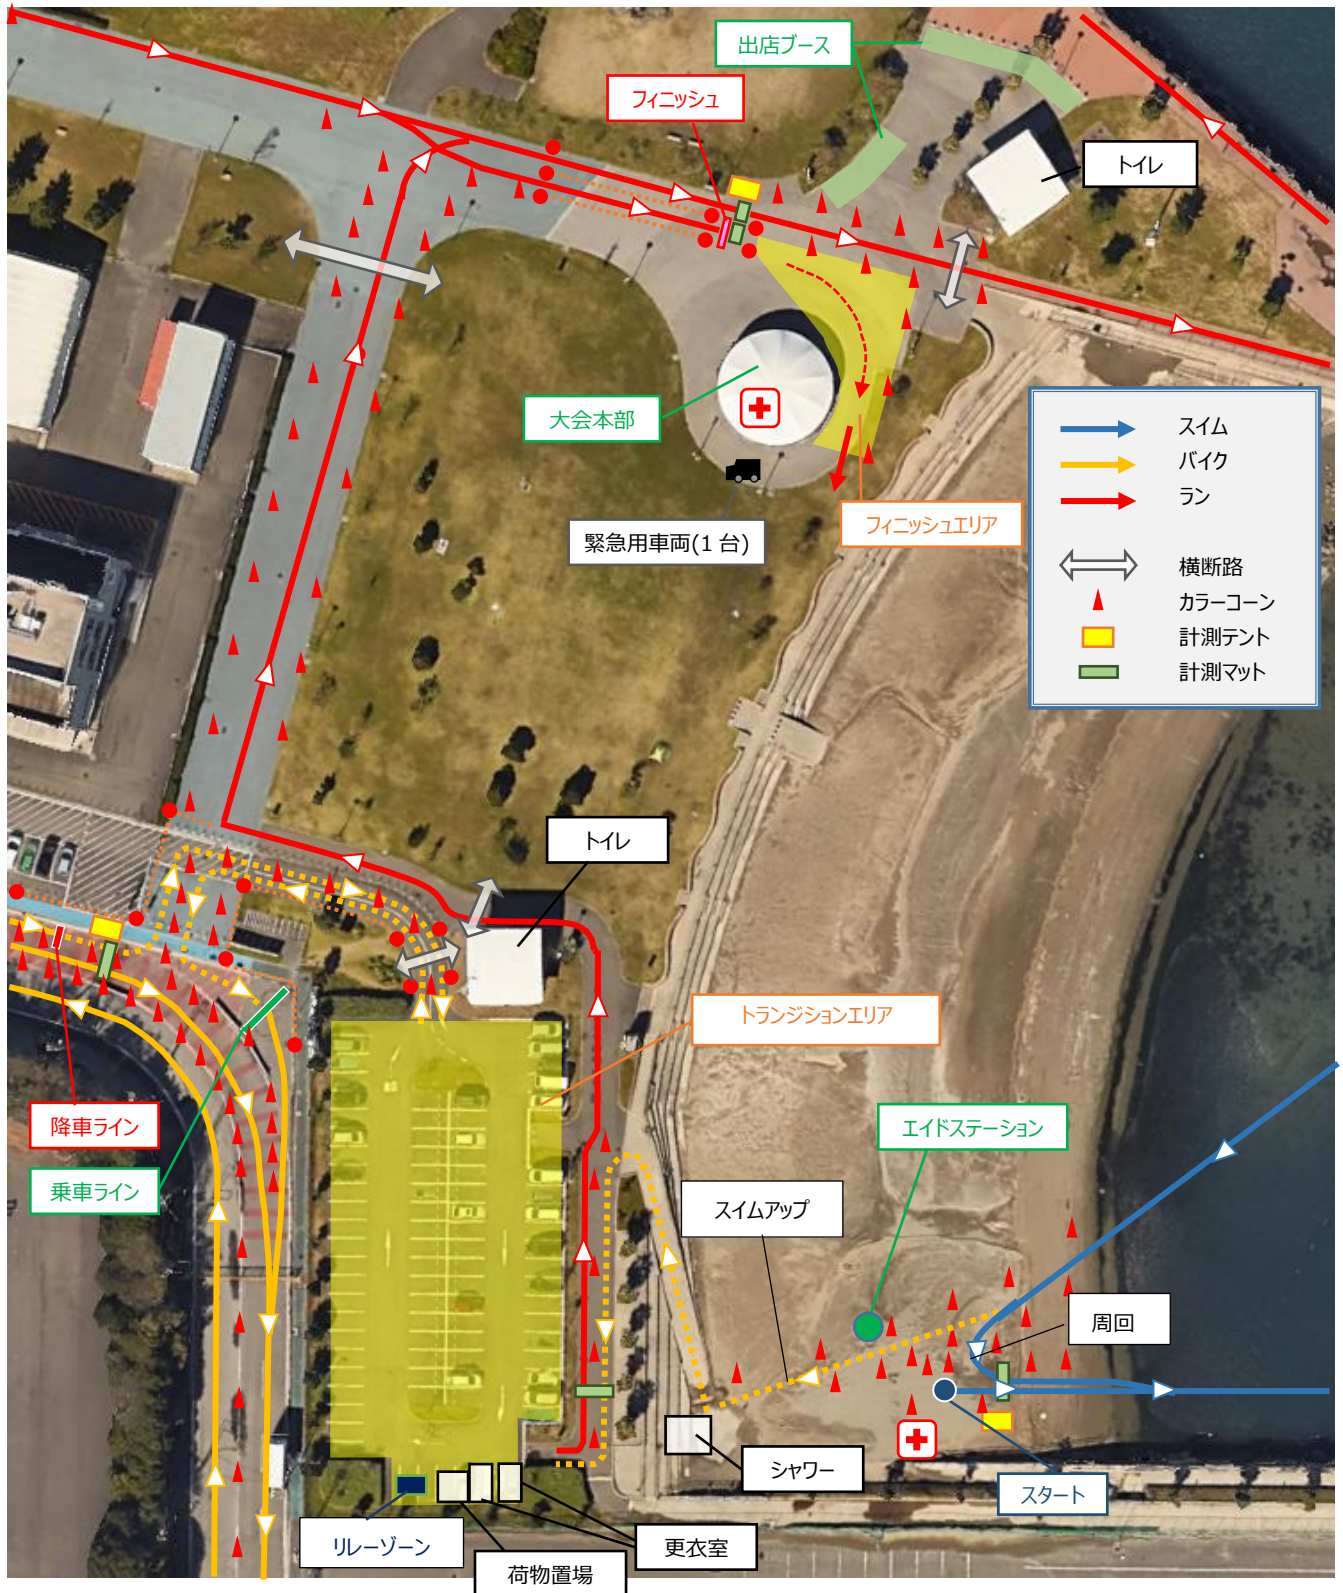 出店ブース
フィニッシュ
トイレ
大会本部
緊急用車両(1台)
フィニッシュエリア
スイム
バイク
ラン
横断路
カラーコーン
計測テント
計測マット
トイレ
トランジションエリア
降車ライン
乗車ライン
エイドステーション
スイムアップ
周回
シャワー
スタート
リレーゾーン
更衣室
荷物置場